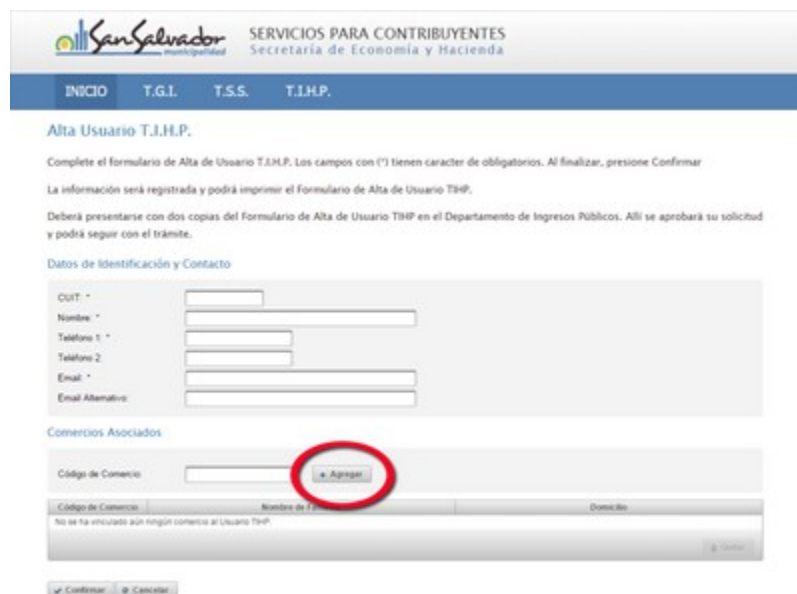 San Salvador
municipalidad
SERVICIOS PARA CONTRIBUYENTES
Secretaría de Economía y Hacienda
INICIO T.G.I. T.S.S. T.I.H.P.
Alta Usuario T.I.H.P.
Complete el formulario de Alta de Usuario T.I.H.P. Los campos con (*) tienen caracter de obligatorios. Al finalizar, presione Confirmar
La información será registrada y podrá imprimir el Formulario de Alta de Usuario TIHP.
Deberá presentarse con dos copias del Formulario de Alta de Usuario TIHP en el Departamento de Ingresos Públicos. Allí se aprobará su solicitud
y podrá seguir con el trámite.
Datos de Identificación y Contacto
CUIT: *
Nombre: *
Teléfono 1: *
Teléfono 2:
Email: *
Email Alternativo:
Comercios Asociados
Código de Comercio: + Agregar
Código de Comercio Nombre de Domicilio
No se ha vinculado aún ningún comercio al Usuario TIHP.
Confirmar Cancelar